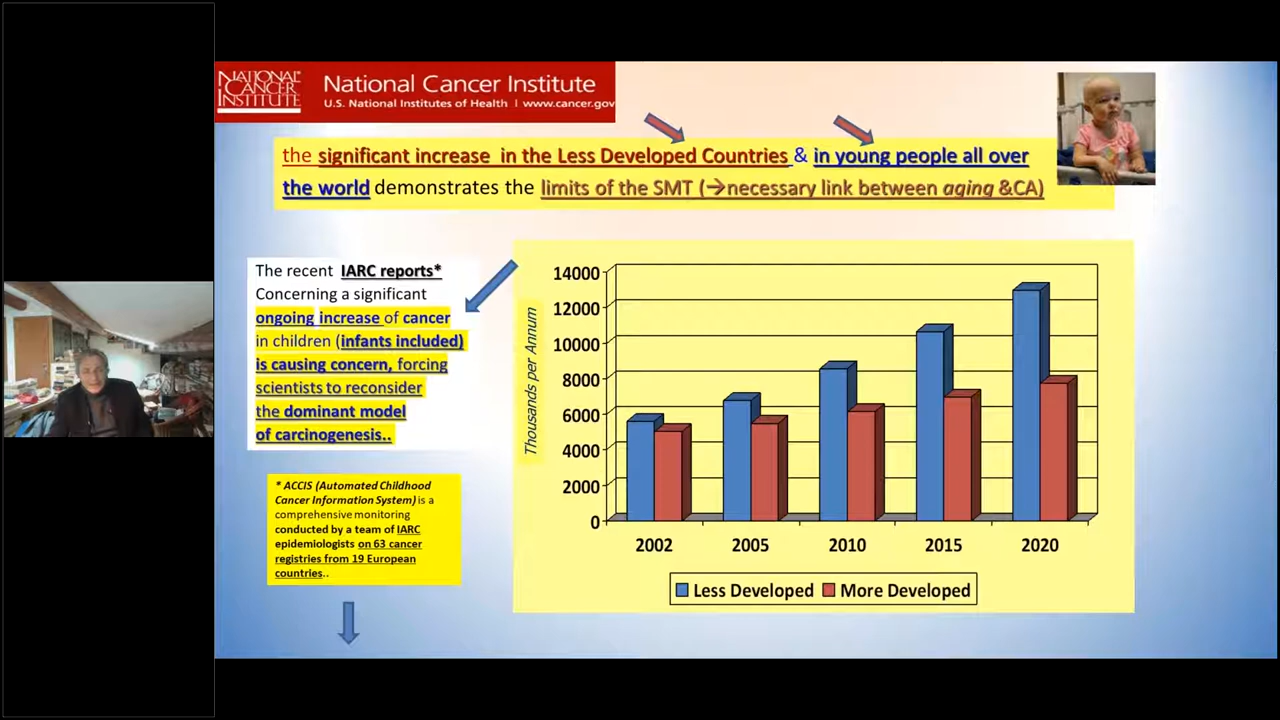 NATIONAL
CANCER
INSTITUTE
National Cancer Institute
U.S. National Institutes of Health | www.cancer.gov
the significant increase in the Less Developed Countries & in young people all over
the world demonstrates the limits of the SMT (→necessary link between aging &CA)
The recent IARC reports*
Concerning a significant
ongoing increase of cancer
in children (infants included)
is causing concern, forcing
scientists to reconsider
the dominant model
of carcinogenesis..
* ACCIS (Automated Childhood
Cancer Information System) is a
comprehensive monitoring
conducted by a team of IARC
epidemiologists on 63 cancer
registries from 19 European
countries..
Thousands per Annum
14000
12000
10000
8000
6000
4000
2000
0
2002 2005 2010 2015 2020
Less Developed More Developed